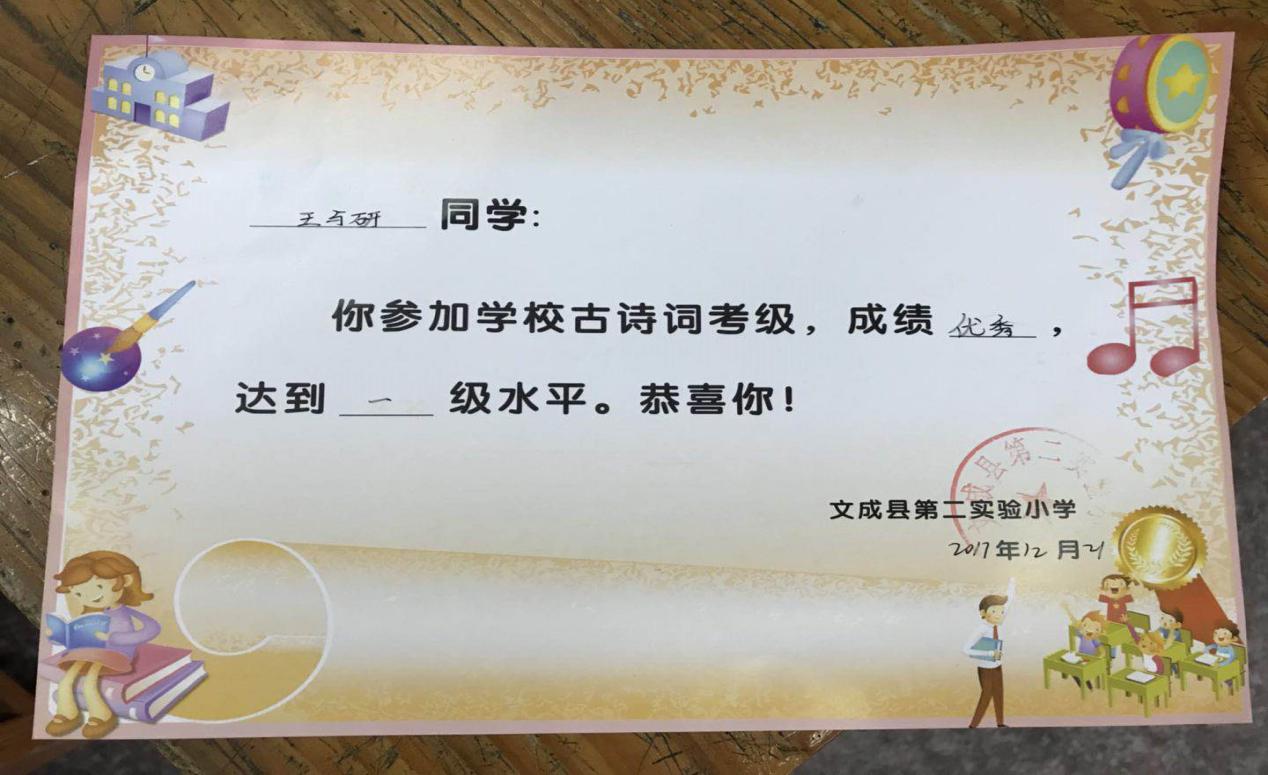 王与研 同学:
你参加学校古诗词考级，成绩 优秀 ，
达到 一 级水平。恭喜你！
文成县第二实验小学
2017年12月21